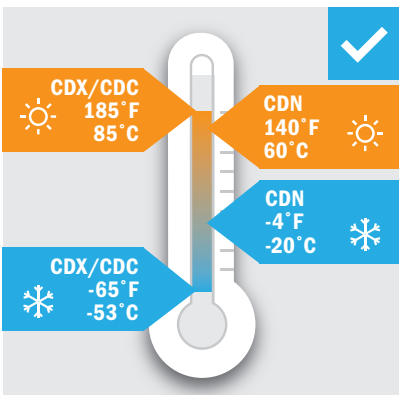 CDX/CDC
185˚F
85˚C
CDN
140˚F
60˚C
CDN
-4˚F
-20˚C
CDX/CDC
-65˚F
-53˚C